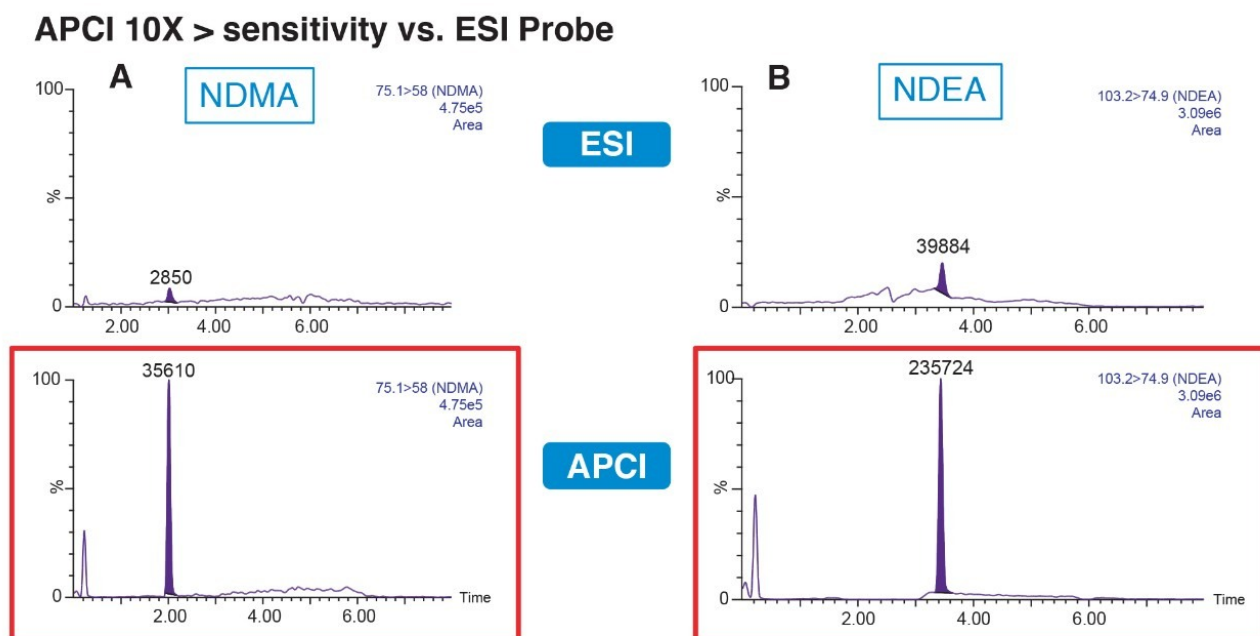 APCI 10X > sensitivity vs. ESI Probe
A
NDMA
75.1>58 (NDMA)
4.75e5
Area
100
%
0
2850
2.00 4.00 6.00
ESI
B
NDEA
103.2>74.9 (NDEA)
3.09e6
Area
100
%
0
39884
2.00 4.00 6.00
35610
75.1>58 (NDMA)
4.75e5
Area
100
%
0
2.00 4.00 6.00
Time
APCI
235724
103.2>74.9 (NDEA)
3.09e6
Area
100
%
0
2.00 4.00 6.00
Time